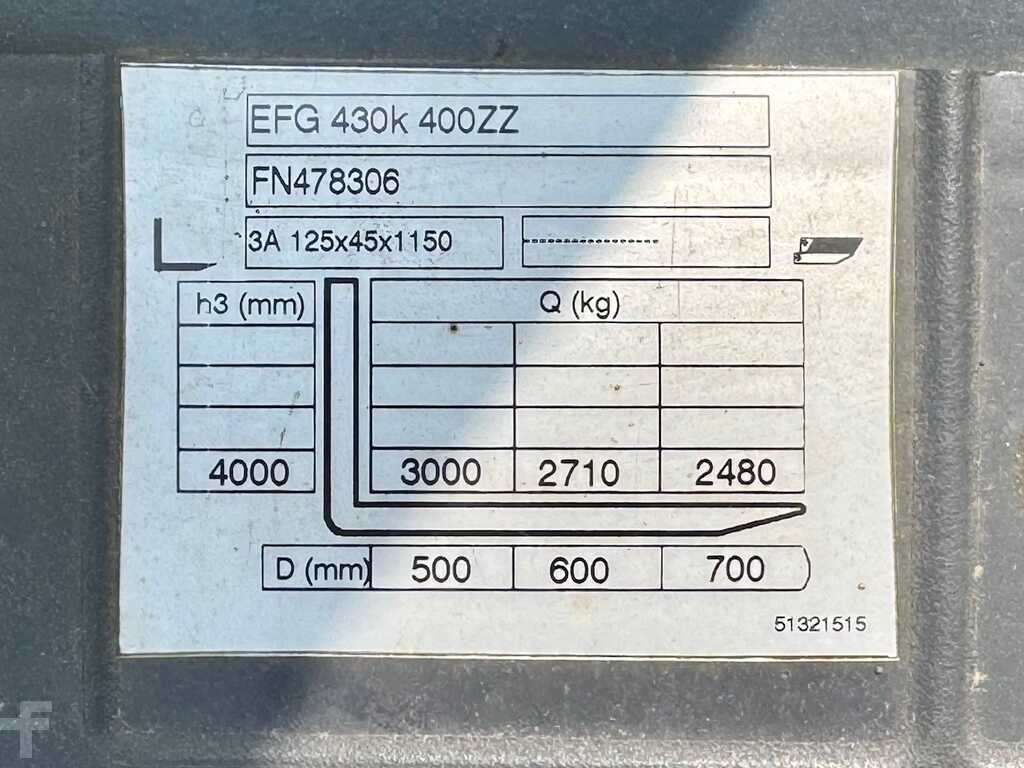 EFG 430k 400ZZ
FN478306
3A 125x45x1150
h3 (mm) Q (kg)
4000 3000 2710 2480
D (mm) 500 600 700
51321515